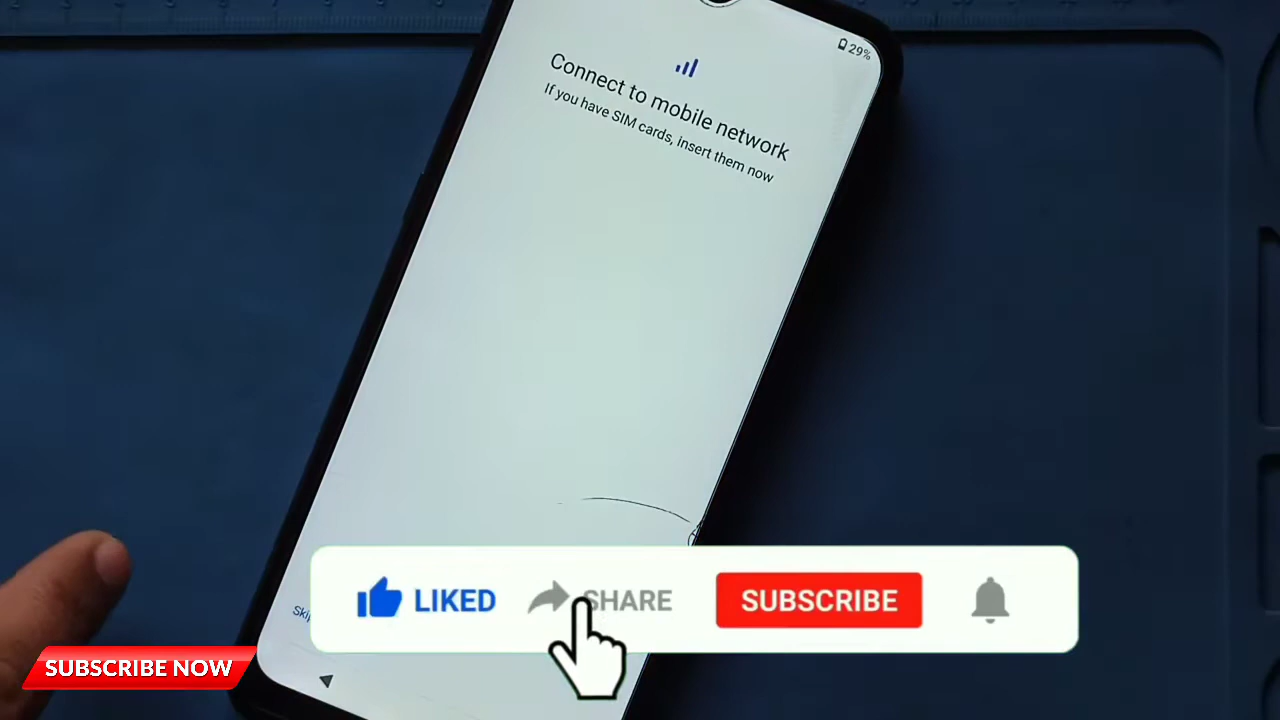 29%
Connect to mobile network
If you have SIM cards, insert them now
LIKED
SHARE
SUBSCRIBE
SUBSCRIBE NOW